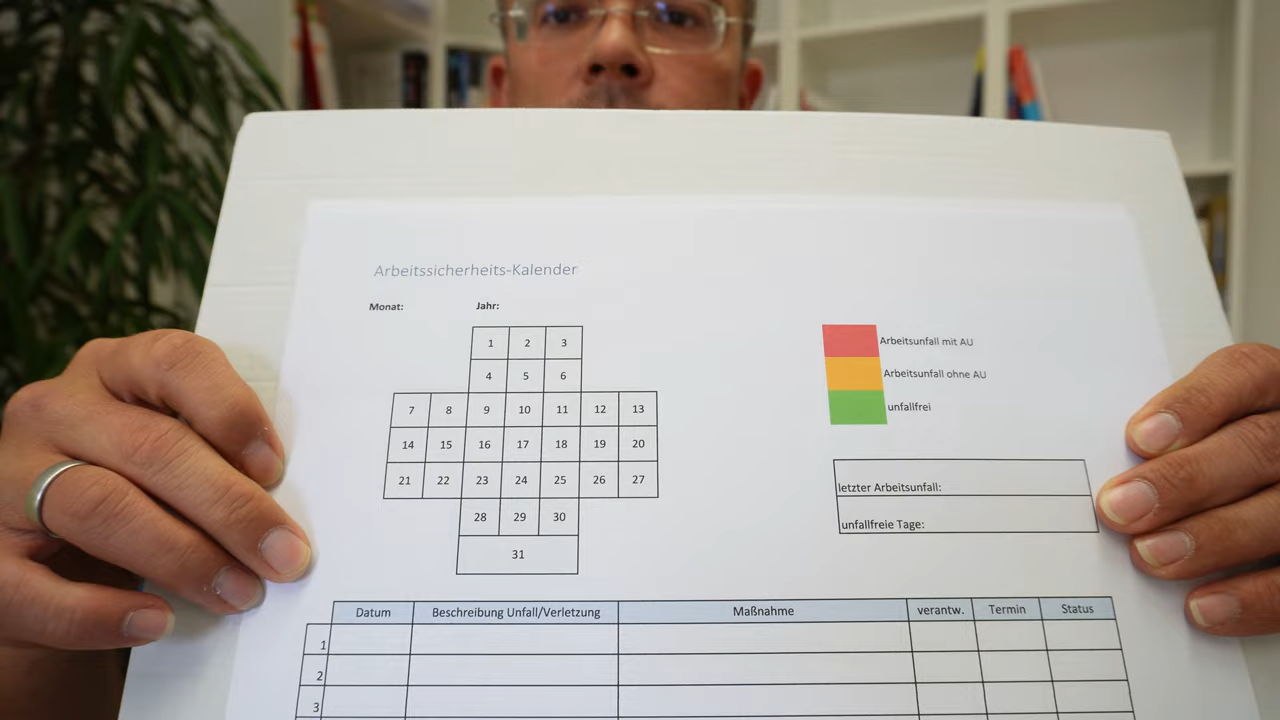 Arbeitssicherheits-Kalender
Monat: Jahr:
1 2 3
4 5 6
7 8 9 10 11 12 13
14 15 16 17 18 19 20
21 22 23 24 25 26 27
28 29 30
31
Arbeitsunfall mit AU
Arbeitsunfall ohne AU
unfallfrei
letzter Arbeitsunfall:
unfallfreie Tage:
Datum Beschreibung Unfall/Verletzung Maßnahme verantw. Termin Status
1
2
3